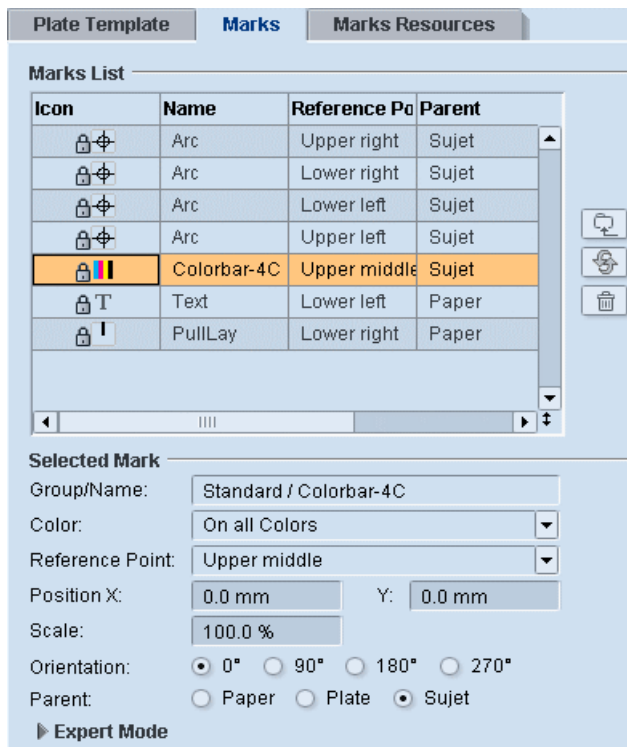 Plate Template Marks Marks Resources
Marks List
Icon Name Reference Po Parent
Arc Upper right Sujet
Arc Lower right Sujet
Arc Lower left Sujet
Arc Upper left Sujet
Colorbar-4C Upper middle Sujet
T Text Lower left Paper
PullLay Lower right Paper
Selected Mark
Group/Name: Standard / Colorbar-4C
Color: On all Colors
Reference Point: Upper middle
Position X: 0.0 mm Y: 0.0 mm
Scale: 100.0 %
Orientation: 0° 90° 180° 270°
Parent: Paper Plate Sujet
Expert Mode